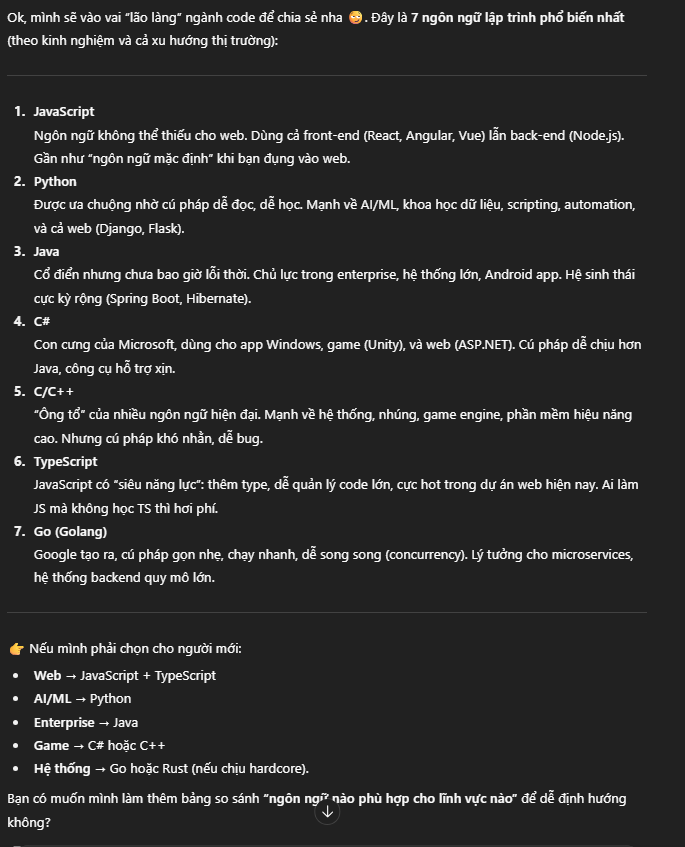 Ok, mình sẽ vào vai “lão làng” ngành code để chia sẻ nha 😳. Đây là 7 ngôn ngữ lập trình phổ biến nhất
(theo kinh nghiệm và cả xu hướng thị trường):
1. JavaScript
Ngôn ngữ không thể thiếu cho web. Dùng cả front-end (React, Angular, Vue) lẫn back-end (Node.js).
Gần như “ngôn ngữ mặc định” khi bạn đụng vào web.
2. Python
Được ưa chuộng nhờ cú pháp dễ đọc, dễ học. Mạnh về AI/ML, khoa học dữ liệu, scripting, automation,
và cả web (Django, Flask).
3. Java
Cổ điển nhưng chưa bao giờ lỗi thời. Chủ lực trong enterprise, hệ thống lớn, Android app. Hệ sinh thái
cực kỳ rộng (Spring Boot, Hibernate).
4. C#
Con cưng của Microsoft, dùng cho app Windows, game (Unity), và web (ASP.NET). Cú pháp dễ chịu hơn
Java, công cụ hỗ trợ xịn.
5. C/C++
“Ông tổ” của nhiều ngôn ngữ hiện đại. Mạnh về hệ thống, nhúng, game engine, phần mềm hiệu năng
cao. Nhưng cú pháp khó nhằn, dễ bug.
6. TypeScript
JavaScript có “siêu năng lực”: thêm type, dễ quản lý code lớn, cực hot trong dự án web hiện nay. Ai làm
JS mà không học TS thì hơi phí.
7. Go (Golang)
Google tạo ra, cú pháp gọn nhẹ, chạy nhanh, dễ song song (concurrency). Lý tưởng cho microservices,
hệ thống backend quy mô lớn.
👉 Nếu mình phải chọn cho người mới:
• Web → JavaScript + TypeScript
• AI/ML → Python
• Enterprise → Java
• Game → C# hoặc C++
• Hệ thống → Go hoặc Rust (nếu chịu hardcore).
Bạn có muốn mình làm thêm bảng so sánh “ngôn ngữ nào phù hợp cho lĩnh vực nào” để dễ định hướng
không?